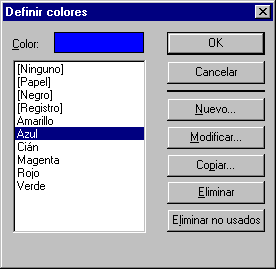 Definir colores
Color:
OK
[Ninguno]
[Papel]
[Negro]
[Registro]
Amarillo
Azul
Cián
Magenta
Rojo
Verde
Cancelar
Nuevo...
Modificar...
Copiar...
Eliminar
Eliminar no usados